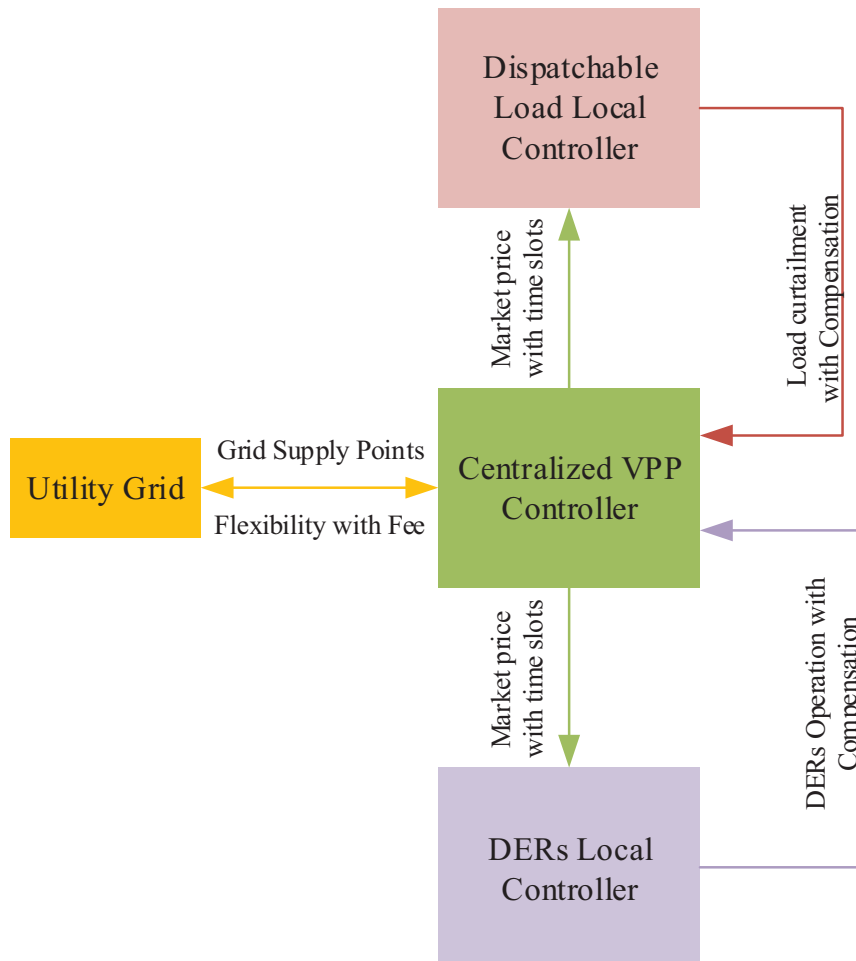 Dispatchable
Load Local
Controller
Market price
with time slots
Load curtailment
with Compensation
Utility Grid
Grid Supply Points
Flexibility with Fee
Centralized VPP
Controller
Market price
with time slots
DERs Operation with
Compensation
DERs Local
Controller